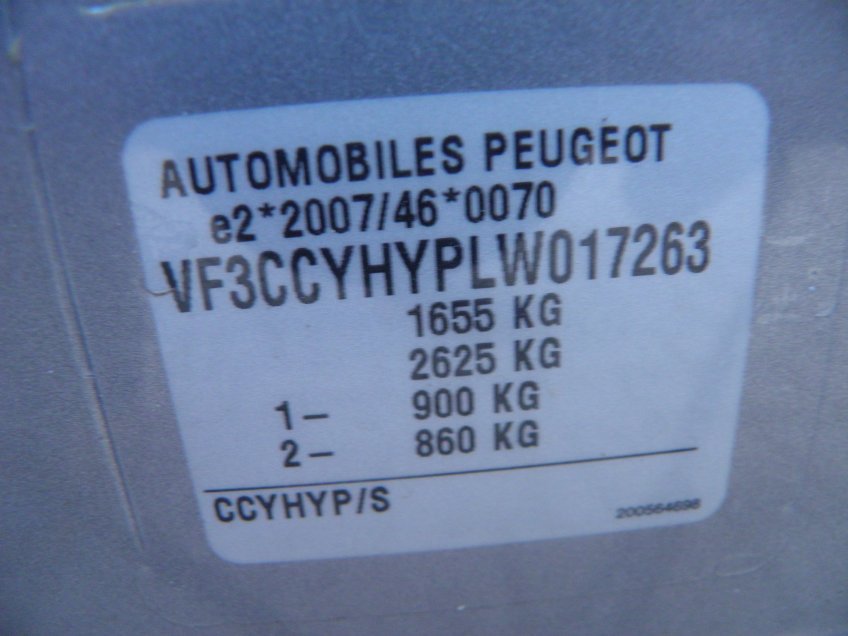 AUTOMOBILES PEUGEOT
e2*2007/46*0070
VF3CCYHYPLW017263
1655 KG
2625 KG
1– 900 KG
2– 860 KG
CCYHYP/S
200564698